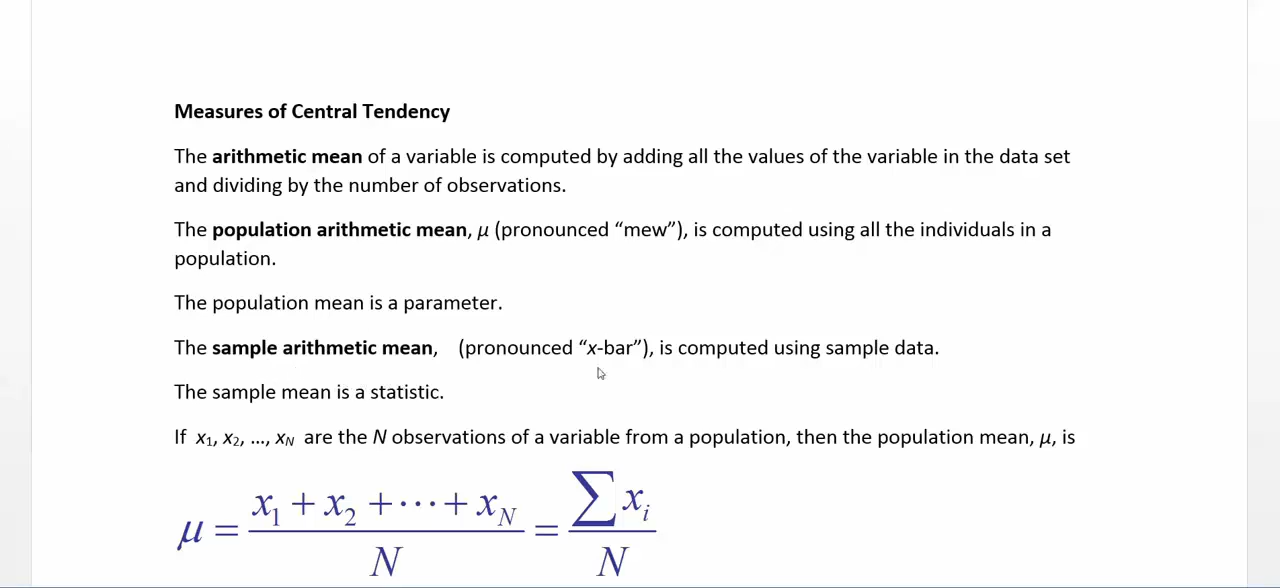 Measures of Central Tendency
The arithmetic mean of a variable is computed by adding all the values of the variable in the data set
and dividing by the number of observations.
The population arithmetic mean, μ (pronounced “mew”), is computed using all the individuals in a
population.
The population mean is a parameter.
The sample arithmetic mean, (pronounced “x-bar”), is computed using sample data.
The sample mean is a statistic.
If x₁, x₂, ..., x_N are the N observations of a variable from a population, then the population mean, μ, is
μ = (x₁ + x₂ + ··· + x_N) / N = ∑ x_i / N